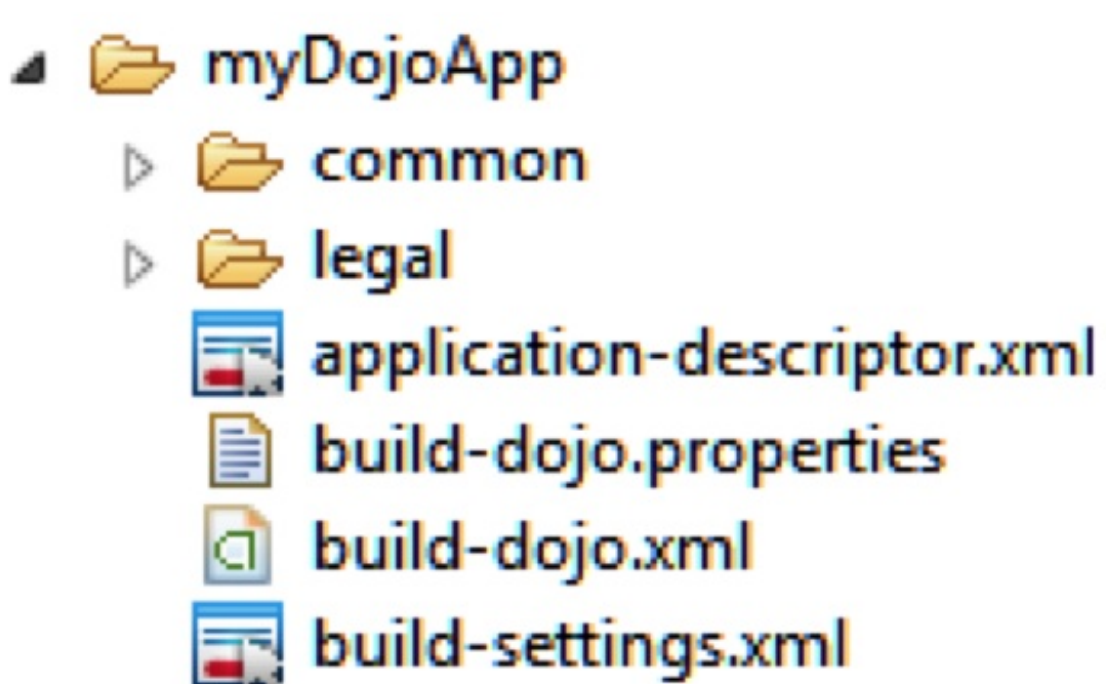 myDojoApp
common
legal
application-descriptor.xml
build-dojo.properties
build-dojo.xml
build-settings.xml